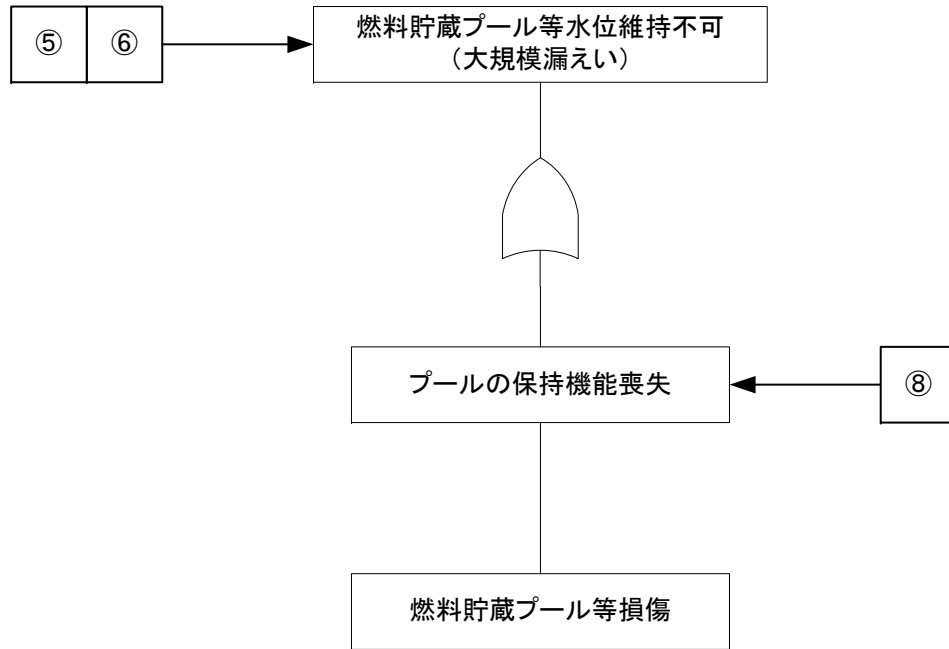 ⑤ ⑥
燃料貯蔵プール等水位維持不可
（大規模漏えい）
プールの保持機能喪失
⑧
燃料貯蔵プール等損傷